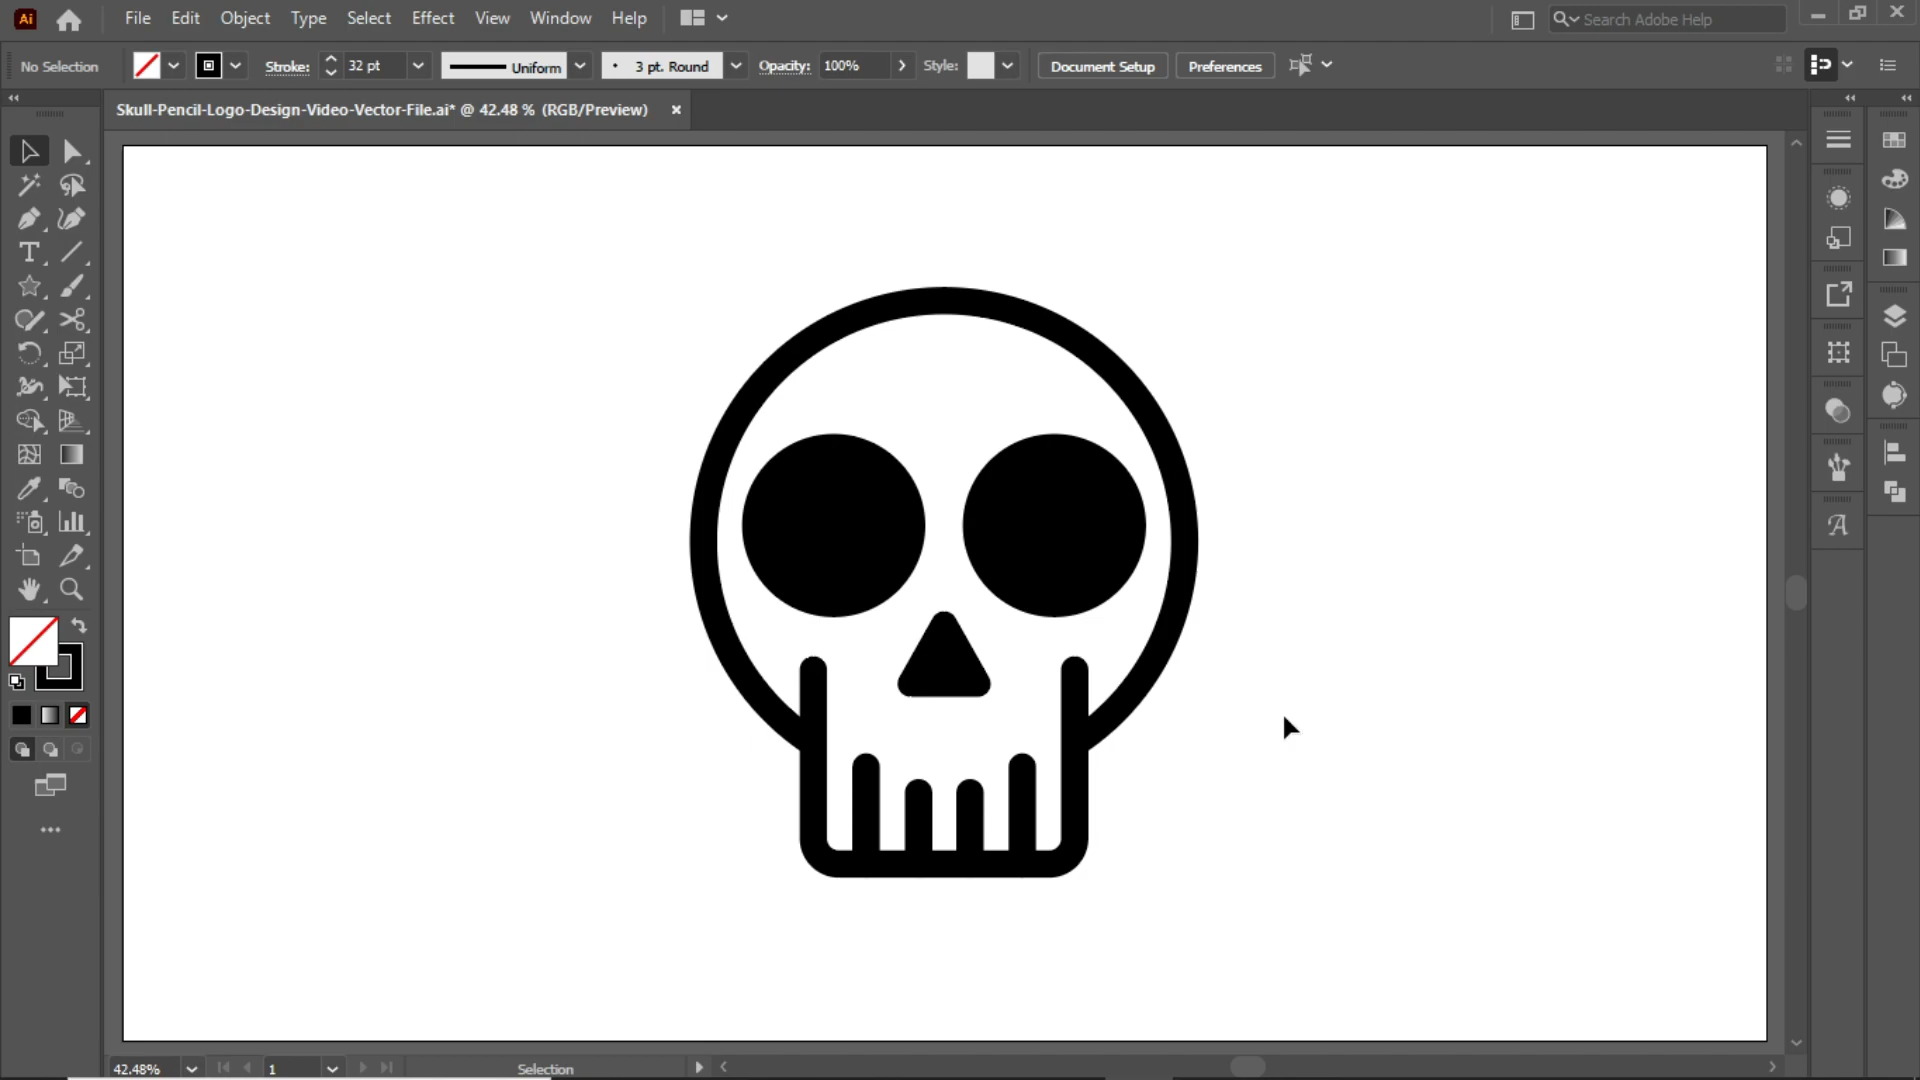 Ai File Edit Object Type Select Effect View Window Help Search Adobe Help
No Selection Stroke: 32 pt Uniform 3 pt. Round Opacity: 100% Style: Document Setup Preferences
Skull-Pencil-Logo-Design-Video-Vector-File.ai* @ 42.48 % (RGB/Preview)
42.48% 1 Selection